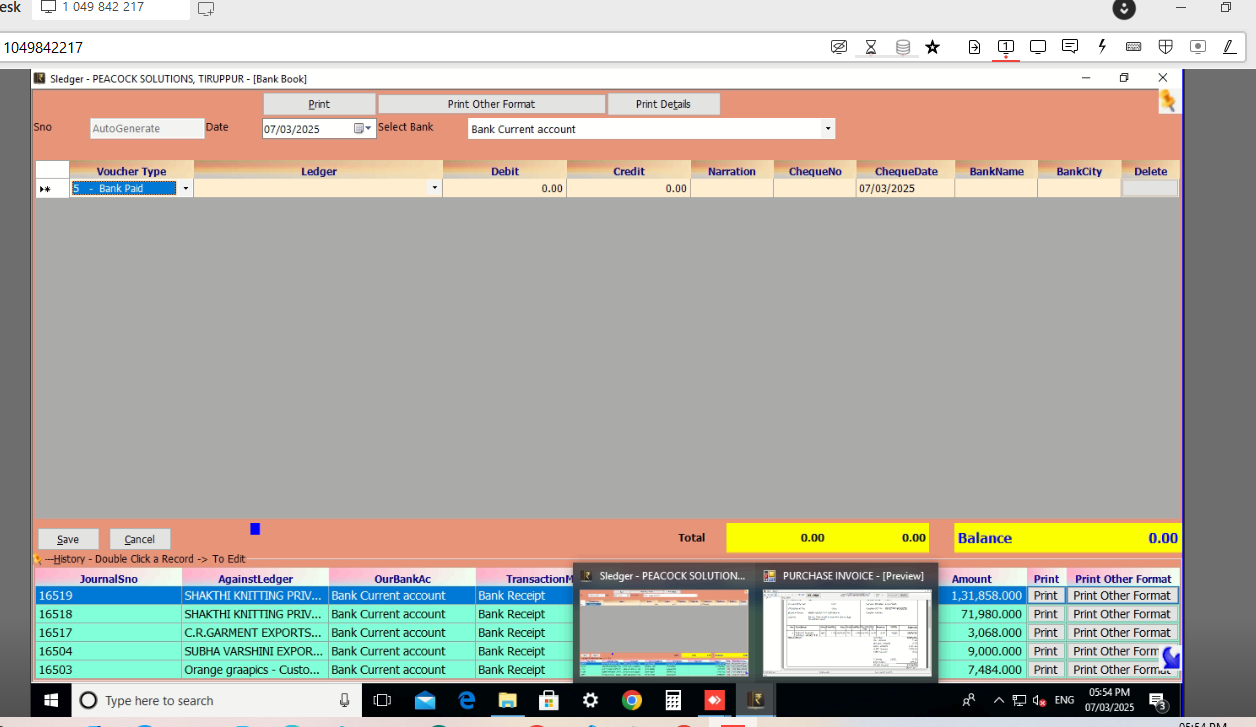 esk 1 049 842 217
1049842217
1
Sledger - PEACOCK SOLUTIONS, TIRUPPUR - [Bank Book]
Print Print Other Format Print Details
Sno AutoGenerate Date 07/03/2025 Select Bank Bank Current account
Voucher Type Ledger Debit Credit Narration ChequeNo ChequeDate BankName BankCity Delete
5 - Bank Paid 0.00 0.00 07/03/2025
Save Cancel Total 0.00 0.00 Balance 0.00
---History - Double Click a Record -> To Edit
JournalSno AgainstLedger OurBankAc TransactionM Amount Print Print Other Format
16519 SHAKTHI KNITTING PRIV... Bank Current account Bank Receipt 1,31,858.000 Print Print Other Format
16518 SHAKTHI KNITTING PRIV... Bank Current account Bank Receipt 71,980.000 Print Print Other Format
16517 C.R.GARMENT EXPORTS... Bank Current account Bank Receipt 3,068.000 Print Print Other Format
16504 SUBHA VARSHINI EXPOR... Bank Current account Bank Receipt 9,000.000 Print Print Other Format
16503 Orange graapics - Custo... Bank Current account Bank Receipt 7,484.000 Print Print Other Format
Sledger - PEACOCK SOLUTION... PURCHASE INVOICE - [Preview]
Type here to search ENG 05:54 PM
07/03/2025 3
05:54 PM